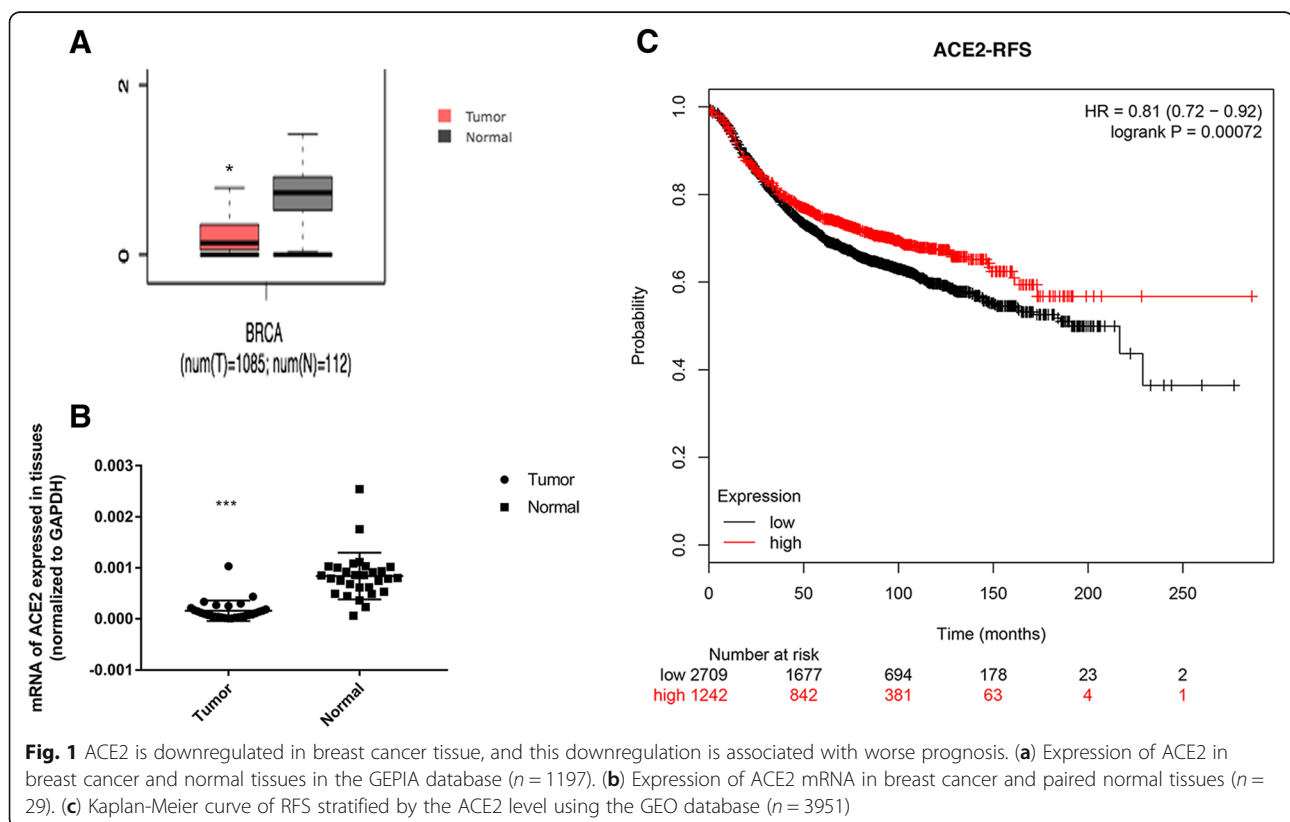 A
2
0
Tumor
Normal
*
BRCA
(num(T)=1085; num(N)=112)
B
mRNA of ACE2 expressed in tissues
(normalized to GAPDH)
0.003
0.002
0.001
0.000
-0.001
***
Tumor
Normal
Tumor
Normal
C
ACE2-RFS
HR = 0.81 (0.72 − 0.92)
logrank P = 0.00072
Probability
1.0
0.8
0.6
0.4
0.2
0.0
Expression
low
high
0 50 100 150 200 250
Time (months)
Number at risk
low 2709 1677 694 178 23 2
high 1242 842 381 63 4 1
Fig. 1 ACE2 is downregulated in breast cancer tissue, and this downregulation is associated with worse prognosis. (a) Expression of ACE2 in
breast cancer and normal tissues in the GEPIA database (n = 1197). (b) Expression of ACE2 mRNA in breast cancer and paired normal tissues (n =
29). (c) Kaplan-Meier curve of RFS stratified by the ACE2 level using the GEO database (n = 3951)